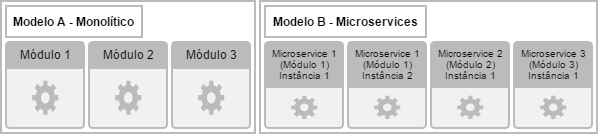 Modelo A - Monolítico
Módulo 1
Módulo 2
Módulo 3
Modelo B - Microservices
Microservice 1
(Módulo 1)
Instância 1
Microservice 1
(Módulo 1)
Instância 2
Microservice 2
(Módulo 2)
Instância 1
Microservice 3
(Módulo 3)
Instância 1